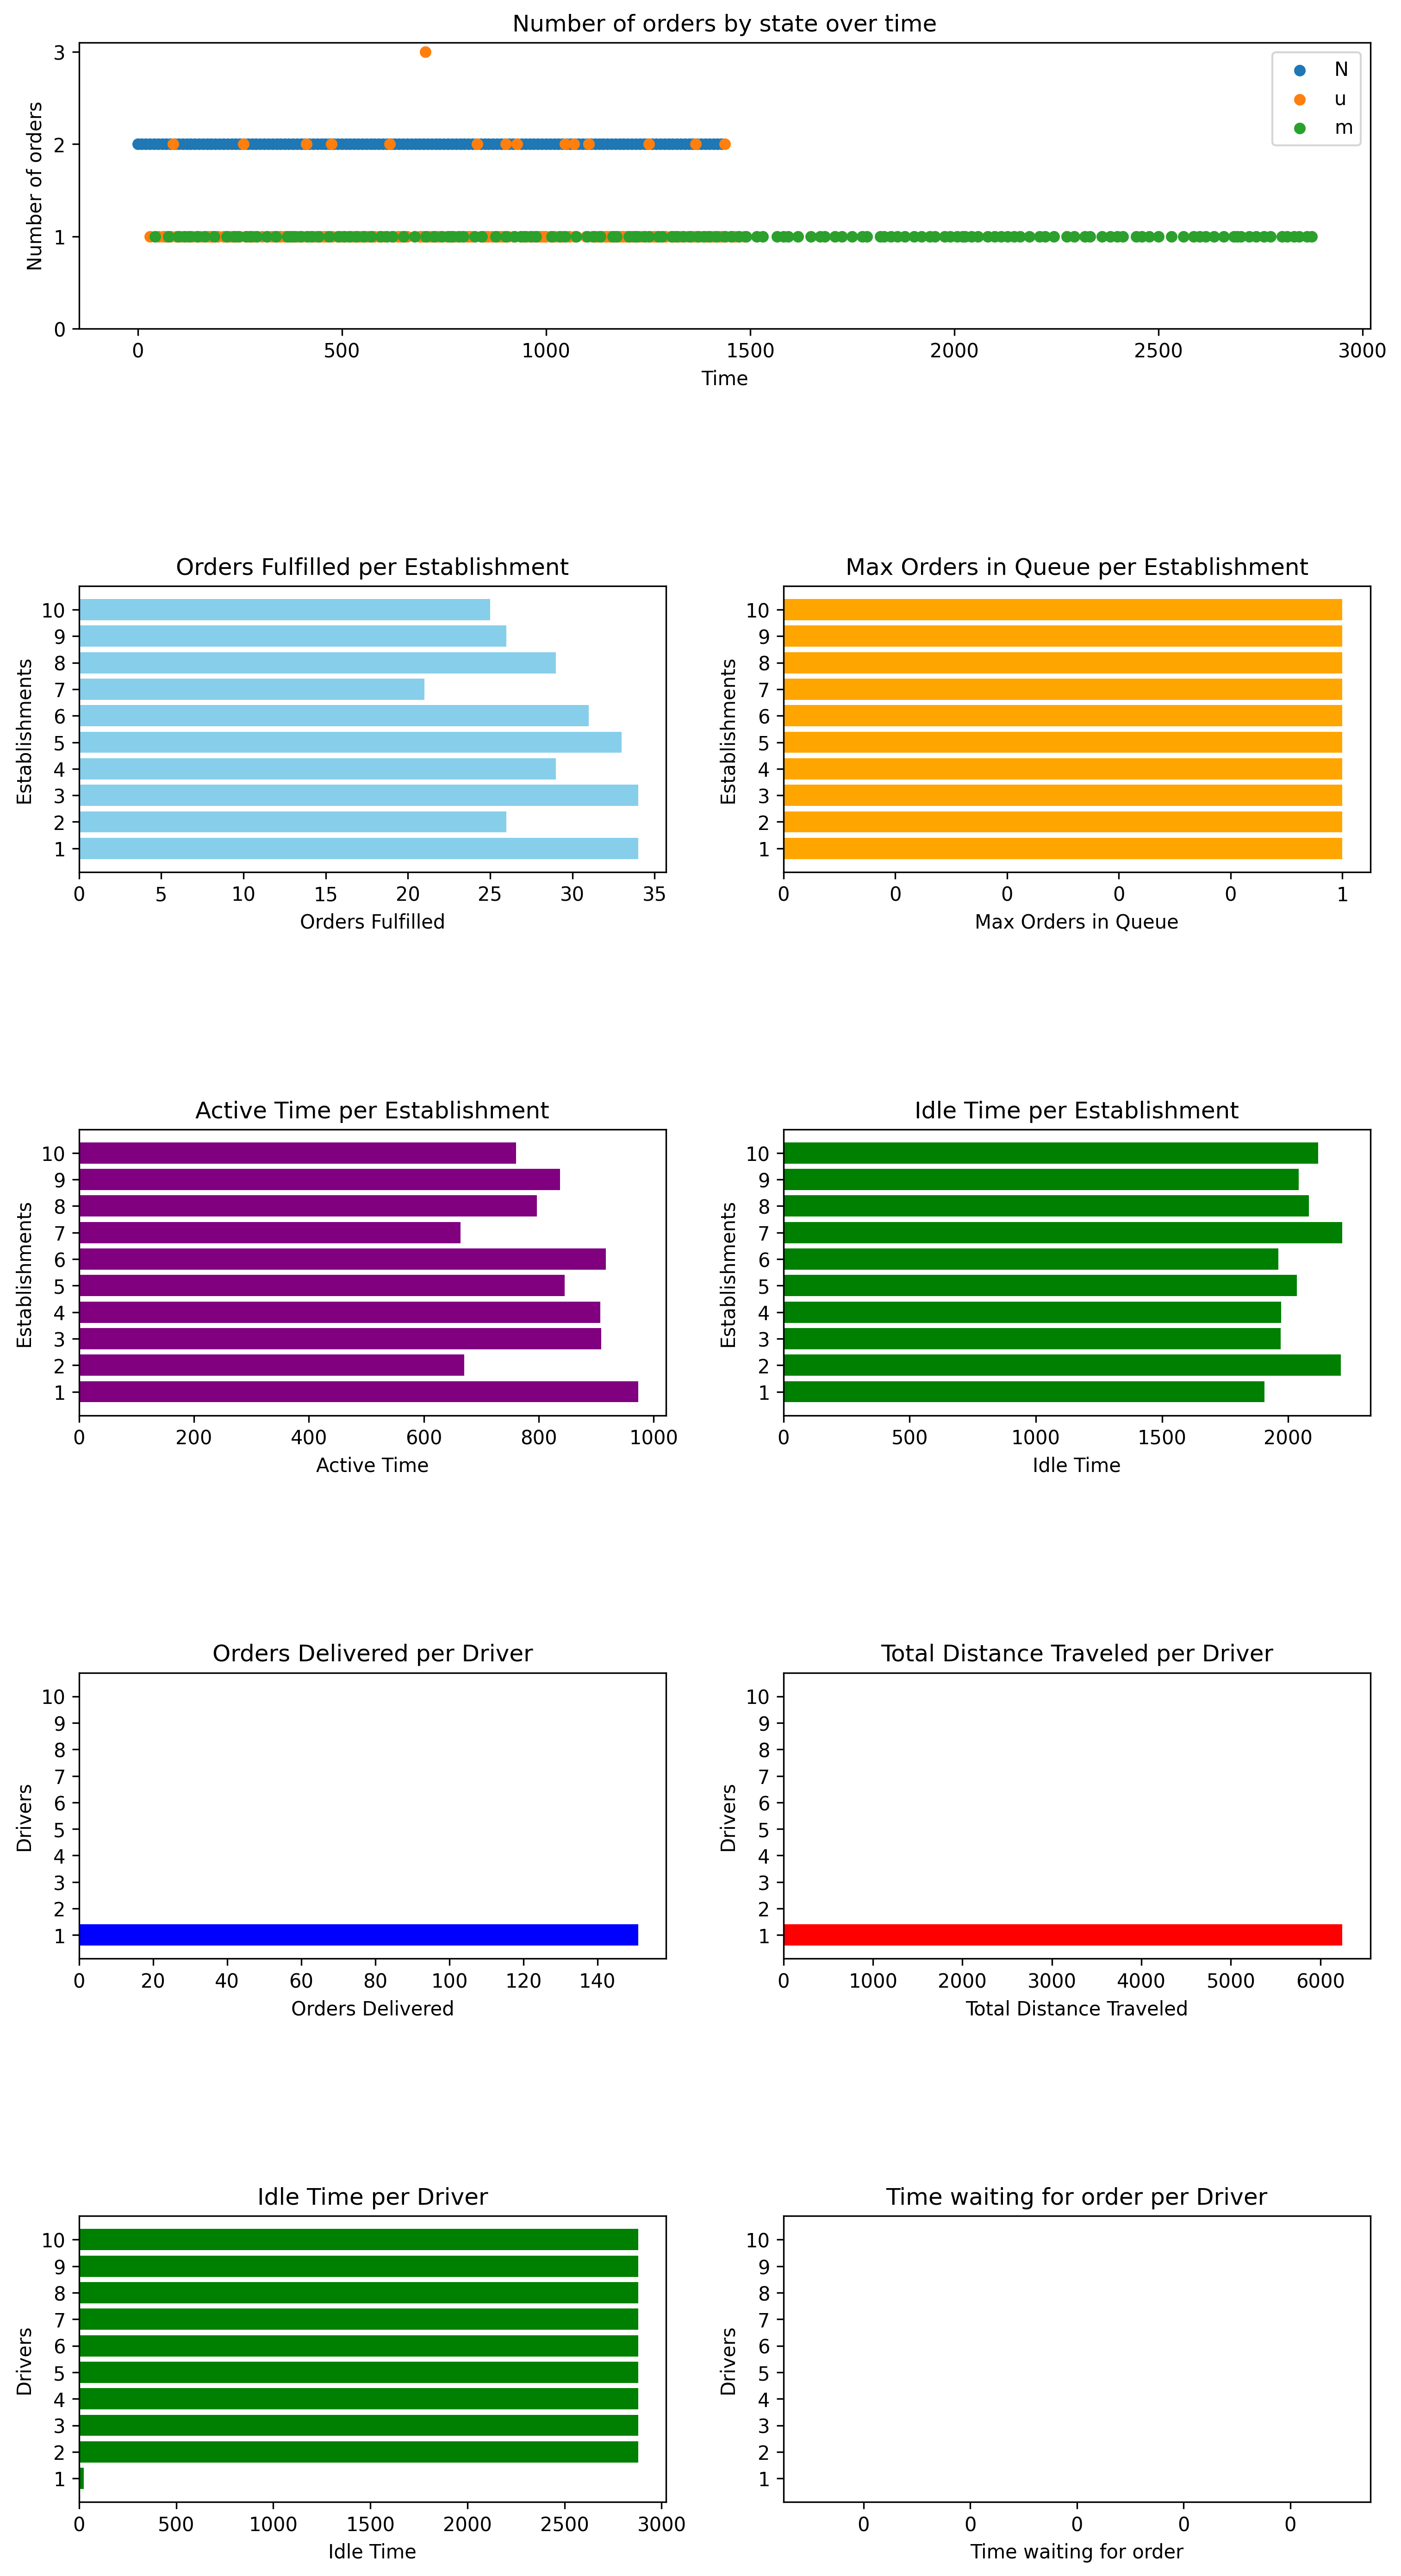 Number of orders by state over time
3
2
1
0
Number of orders
N
u
m
0 500 1000 1500 2000 2500 3000
Time
Orders Fulfilled per Establishment
10
9
8
7
6
5
4
3
2
1
Establishments
0 5 10 15 20 25 30 35
Orders Fulfilled
Max Orders in Queue per Establishment
10
9
8
7
6
5
4
3
2
1
Establishments
0 0 0 0 0 1
Max Orders in Queue
Active Time per Establishment
10
9
8
7
6
5
4
3
2
1
Establishments
0 200 400 600 800 1000
Active Time
Idle Time per Establishment
10
9
8
7
6
5
4
3
2
1
Establishments
0 500 1000 1500 2000
Idle Time
Orders Delivered per Driver
10
9
8
7
6
5
4
3
2
1
Drivers
0 20 40 60 80 100 120 140
Orders Delivered
Total Distance Traveled per Driver
10
9
8
7
6
5
4
3
2
1
Drivers
0 1000 2000 3000 4000 5000 6000
Total Distance Traveled
Idle Time per Driver
10
9
8
7
6
5
4
3
2
1
Drivers
0 500 1000 1500 2000 2500 3000
Idle Time
Time waiting for order per Driver
10
9
8
7
6
5
4
3
2
1
Drivers
0 0 0 0 0
Time waiting for order